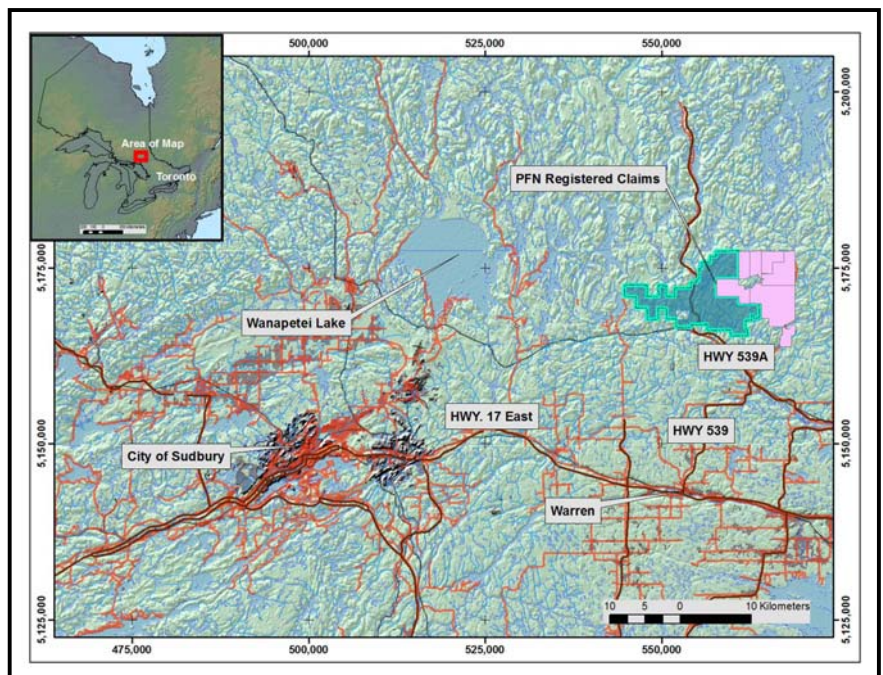 500,000
525,000
550,000
Area of Map
Toronto
5,200,000
5,200,000
PFN Registered Claims
5,175,000
5,175,000
Wanapetei Lake
HWY 539A
HWY. 17 East
HWY 539
5,150,000
5,150,000
City of Sudbury
Warren
10 5 0 10 Kilometers
5,125,000
5,125,000
475,000
500,000
525,000
550,000